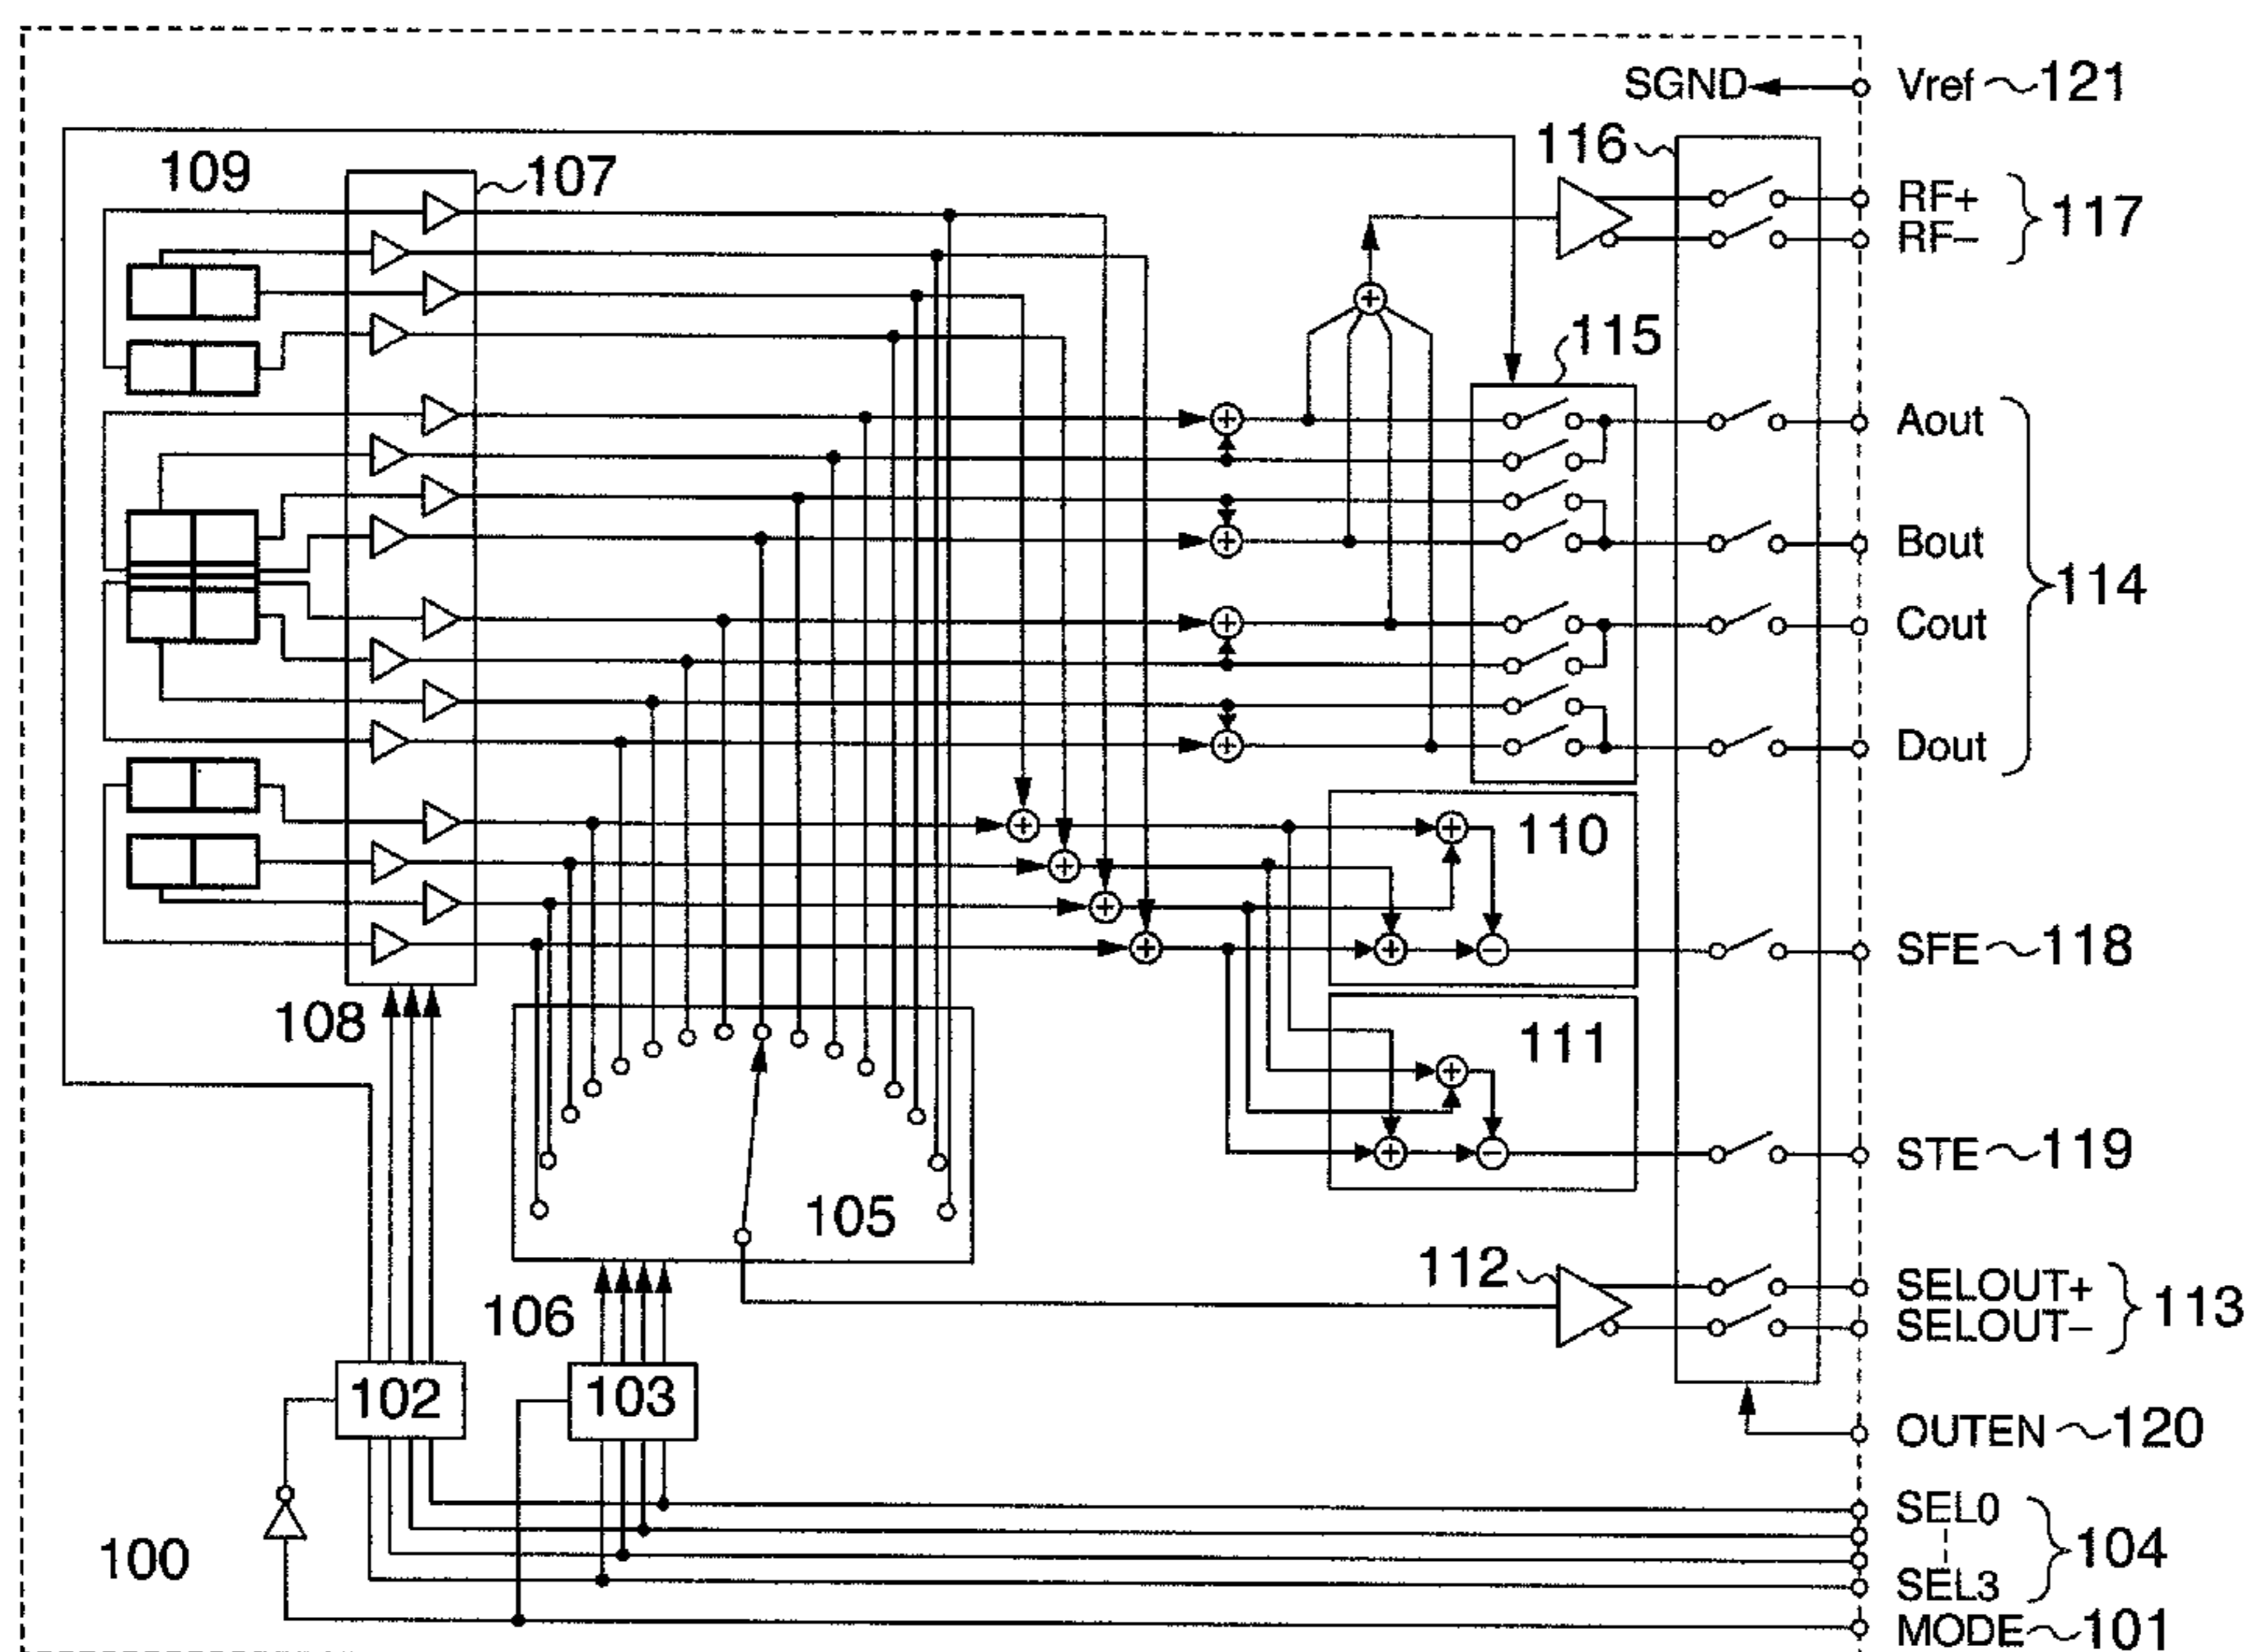 SGND Vref 121
116
109 107 RF+ 117
RF−
115
Aout
Bout
114
Cout
Dout
110
SFE 118
108 111
105 STE 119
112 SELOUT+ 113
106 SELOUT−
102 103
OUTEN 120
SEL0
100 104
SEL3
MODE 101